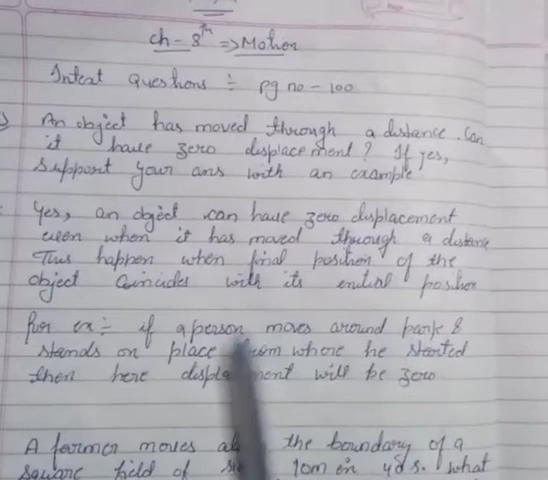 ch-8th => Motion
Intext questions ÷ pg no - 100
An object has moved through a distance. Can
it have zero displacement? If yes,
support your ans with an example
Yes, an object can have zero displacement
even when it has moved through a distance
This happen when final position of the
object coincides with its initial position
For ex ÷ if a person moves around park &
stands on place from where he started
then here displacement will be zero
A farmer moves the boundary of a
square field of 10m in 40 s. what